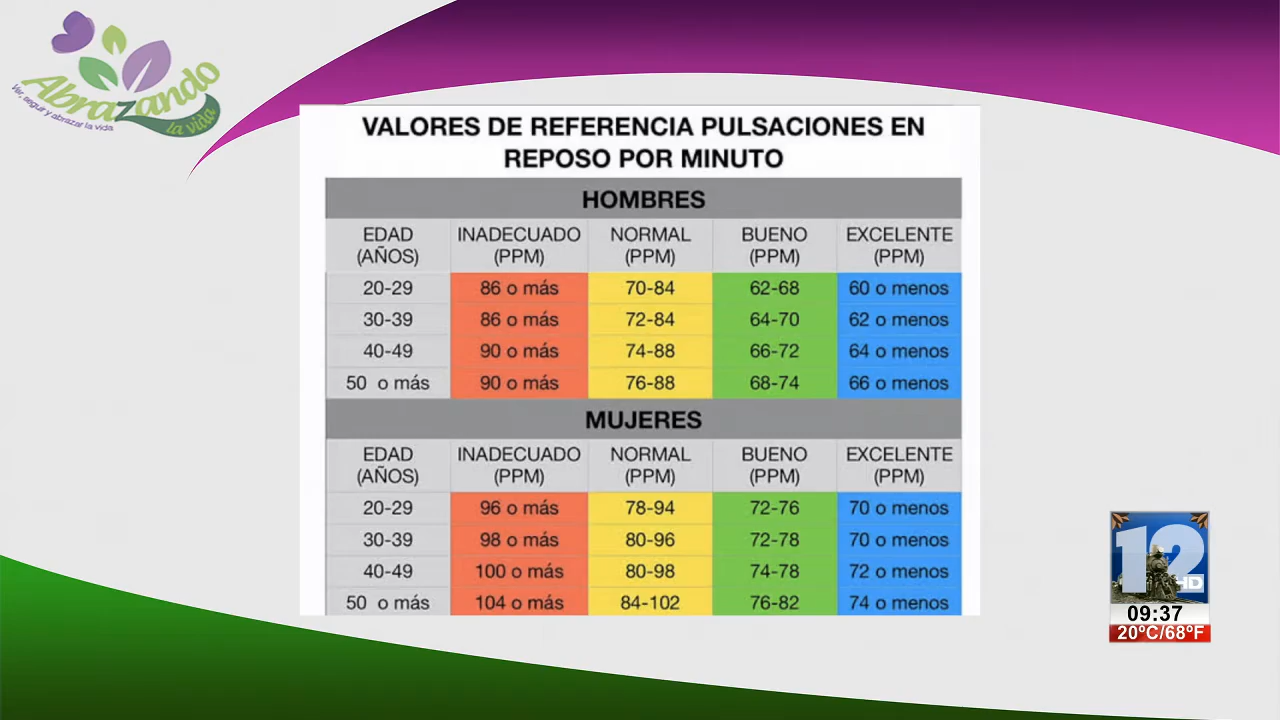 Abrazando
la vida
Ver, seguir y abrazar la vida
VALORES DE REFERENCIA PULSACIONES EN
REPOSO POR MINUTO
HOMBRES
EDAD (AÑOS) INADECUADO (PPM) NORMAL (PPM) BUENO (PPM) EXCELENTE (PPM)
20-29 86 o más 70-84 62-68 60 o menos
30-39 86 o más 72-84 64-70 62 o menos
40-49 90 o más 74-88 66-72 64 o menos
50 o más 90 o más 76-88 68-74 66 o menos
MUJERES
EDAD (AÑOS) INADECUADO (PPM) NORMAL (PPM) BUENO (PPM) EXCELENTE (PPM)
20-29 96 o más 78-94 72-76 70 o menos
30-39 98 o más 80-96 72-78 70 o menos
40-49 100 o más 80-98 74-78 72 o menos
50 o más 104 o más 84-102 76-82 74 o menos
12
HD
09:37
20°C/68°F